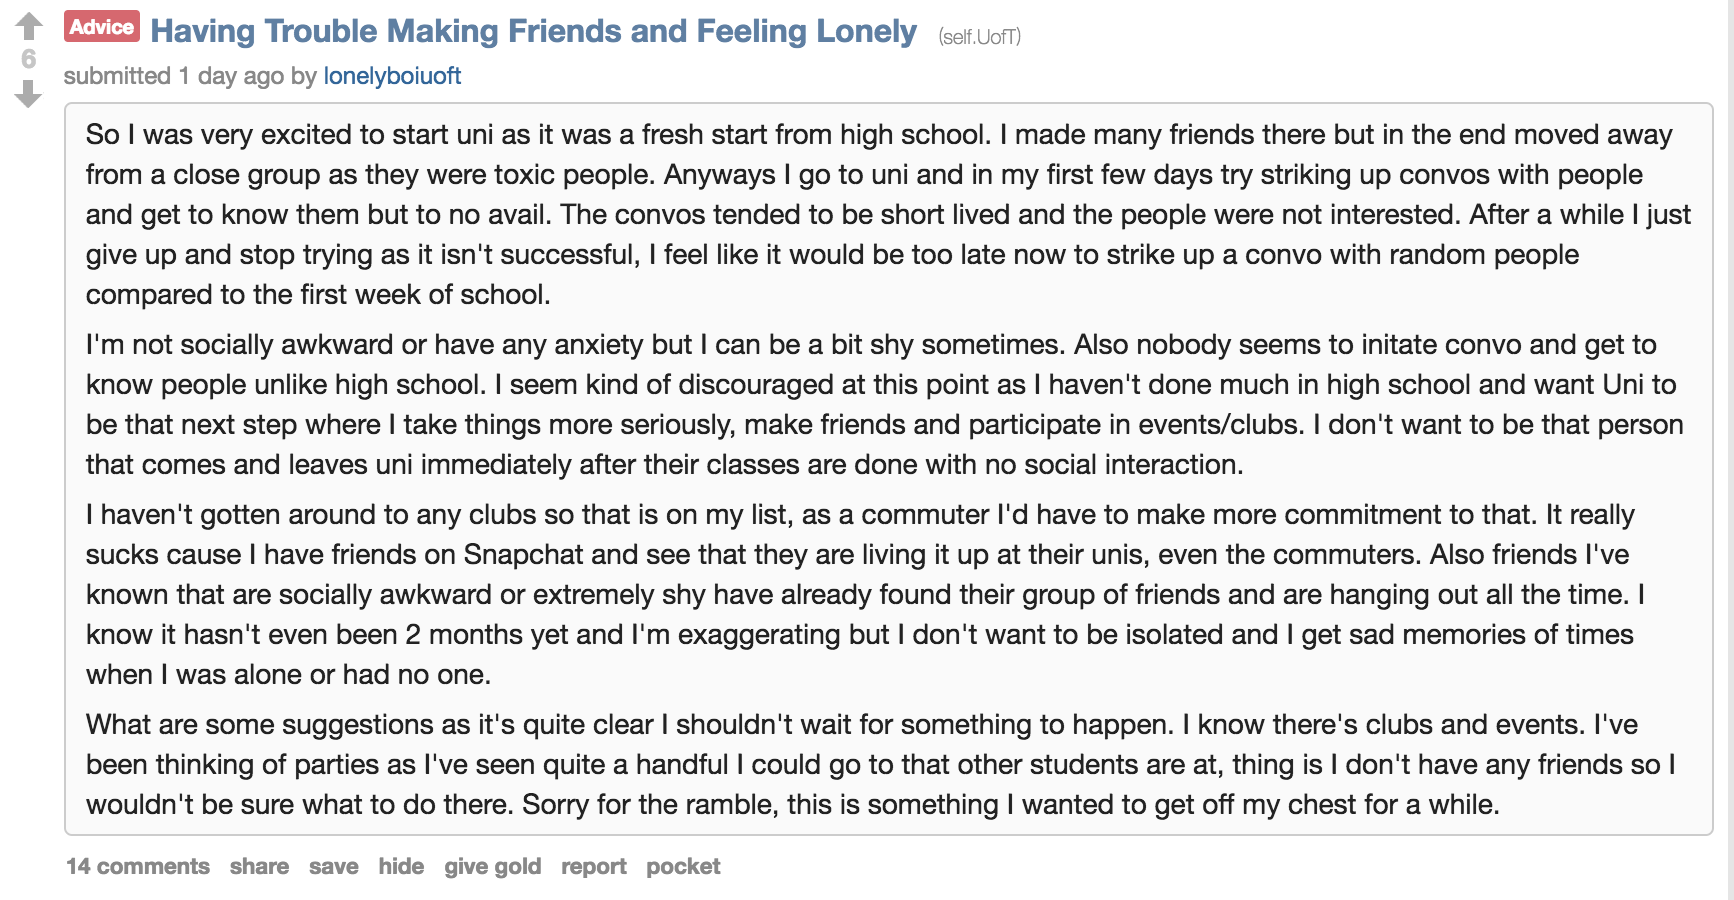 Advice Having Trouble Making Friends and Feeling Lonely (self.UofT)
6
submitted 1 day ago by lonelyboiuoft
So I was very excited to start uni as it was a fresh start from high school. I made many friends there but in the end moved away
from a close group as they were toxic people. Anyways I go to uni and in my first few days try striking up convos with people
and get to know them but to no avail. The convos tended to be short lived and the people were not interested. After a while I just
give up and stop trying as it isn't successful, I feel like it would be too late now to strike up a convo with random people
compared to the first week of school.
I'm not socially awkward or have any anxiety but I can be a bit shy sometimes. Also nobody seems to initate convo and get to
know people unlike high school. I seem kind of discouraged at this point as I haven't done much in high school and want Uni to
be that next step where I take things more seriously, make friends and participate in events/clubs. I don't want to be that person
that comes and leaves uni immediately after their classes are done with no social interaction.
I haven't gotten around to any clubs so that is on my list, as a commuter I'd have to make more commitment to that. It really
sucks cause I have friends on Snapchat and see that they are living it up at their unis, even the commuters. Also friends I've
known that are socially awkward or extremely shy have already found their group of friends and are hanging out all the time. I
know it hasn't even been 2 months yet and I'm exaggerating but I don't want to be isolated and I get sad memories of times
when I was alone or had no one.
What are some suggestions as it's quite clear I shouldn't wait for something to happen. I know there's clubs and events. I've
been thinking of parties as I've seen quite a handful I could go to that other students are at, thing is I don't have any friends so I
wouldn't be sure what to do there. Sorry for the ramble, this is something I wanted to get off my chest for a while.
14 comments share save hide give gold report pocket